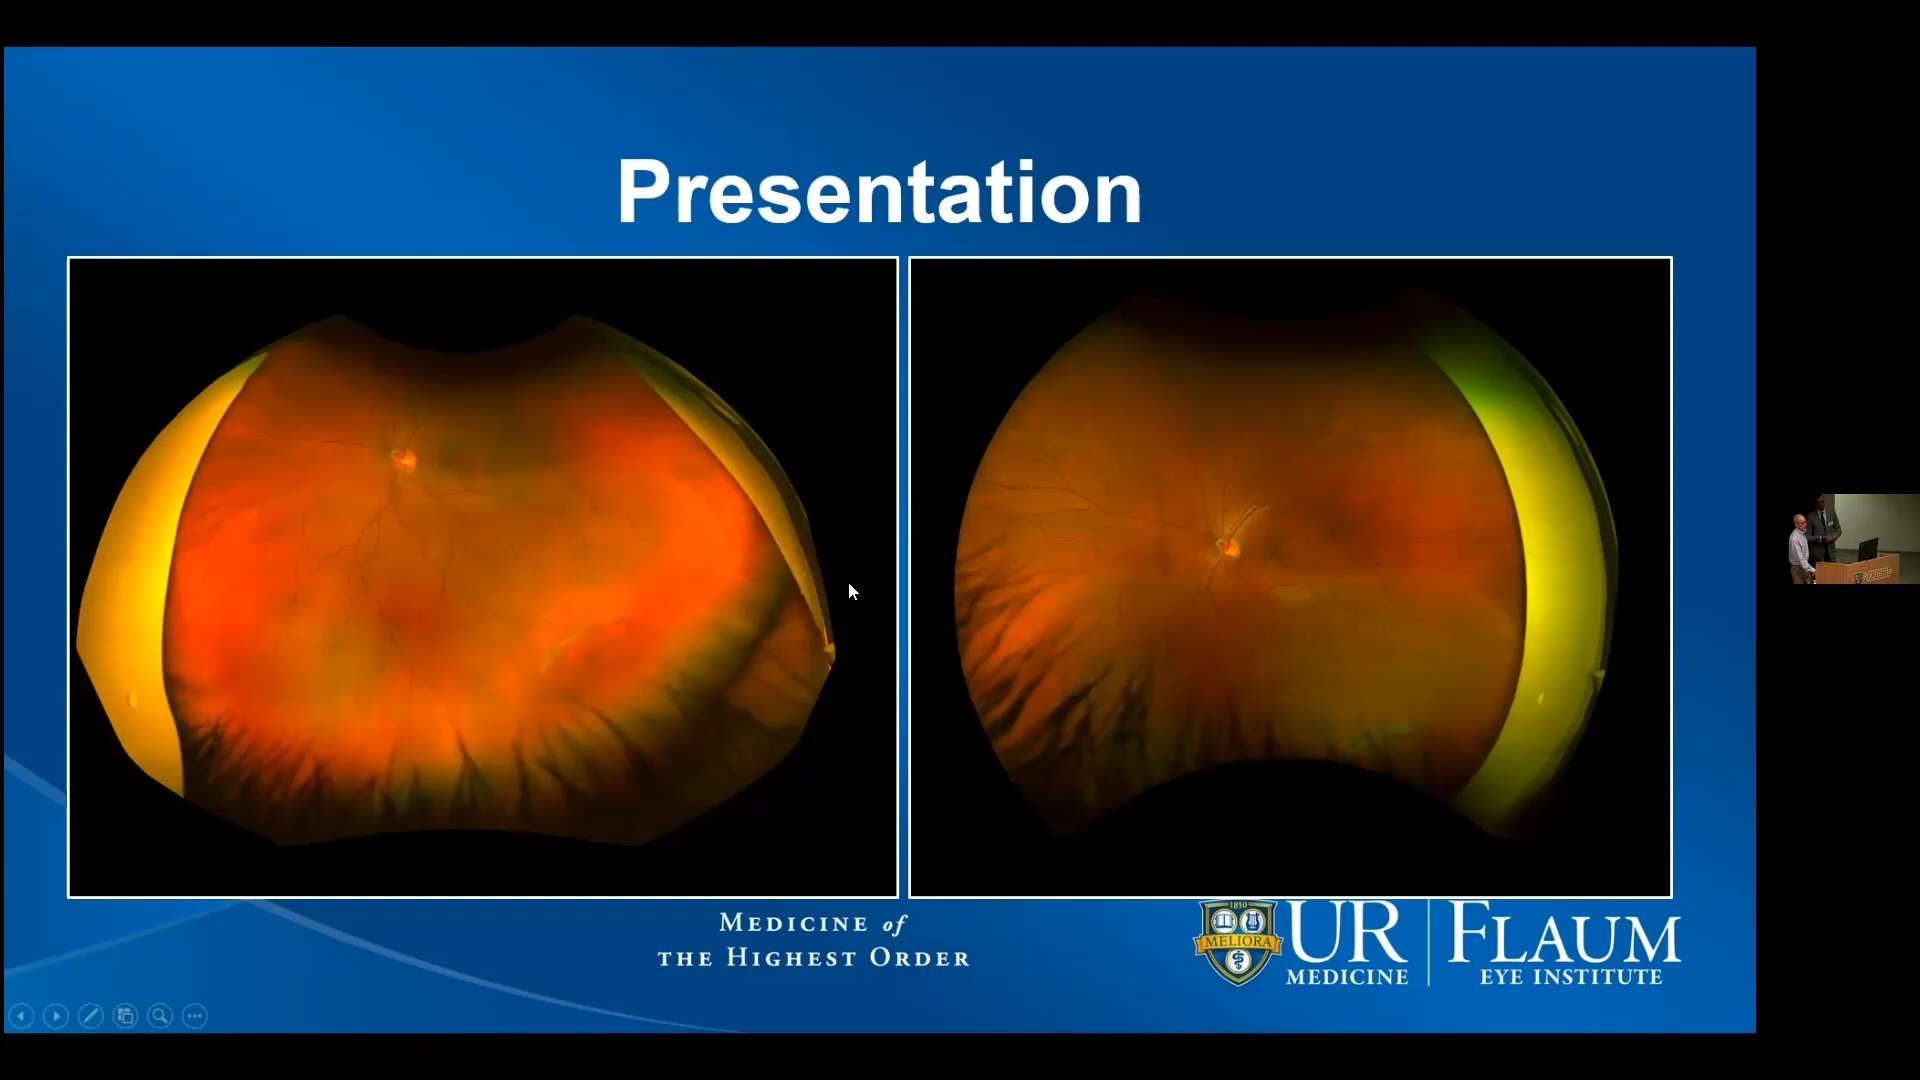 Presentation
MEDICINE of
THE HIGHEST ORDER
1850
MELIORA
UR
MEDICINE
FLAUM
EYE INSTITUTE